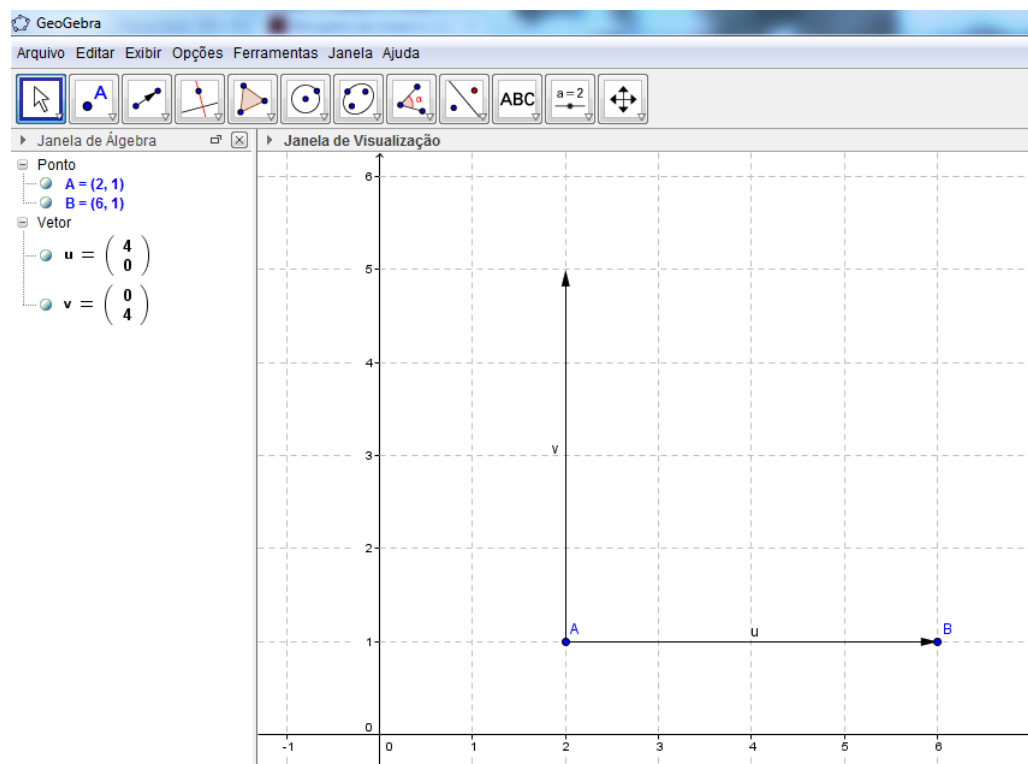 GeoGebra
Arquivo Editar Exibir Opções Ferramentas Janela Ajuda
A α ABC a=2
Janela de Álgebra
Janela de Visualização
Ponto
A = (2, 1)
B = (6, 1)
Vetor
u = ( 4
0 )
v = ( 0
4 )
6
5
4
v
3
2
A u B
1
0
-1 0 1 2 3 4 5 6